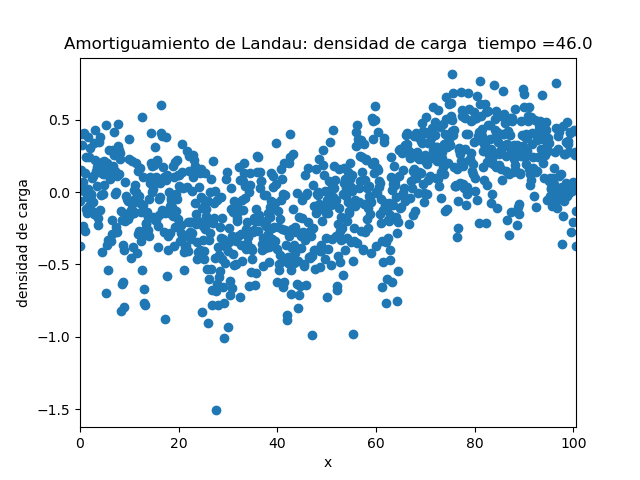 Amortiguamiento de Landau: densidad de carga  tiempo =46.0
densidad de carga
0.5
0.0
−0.5
−1.0
−1.5
0 20 40 60 80 100
x